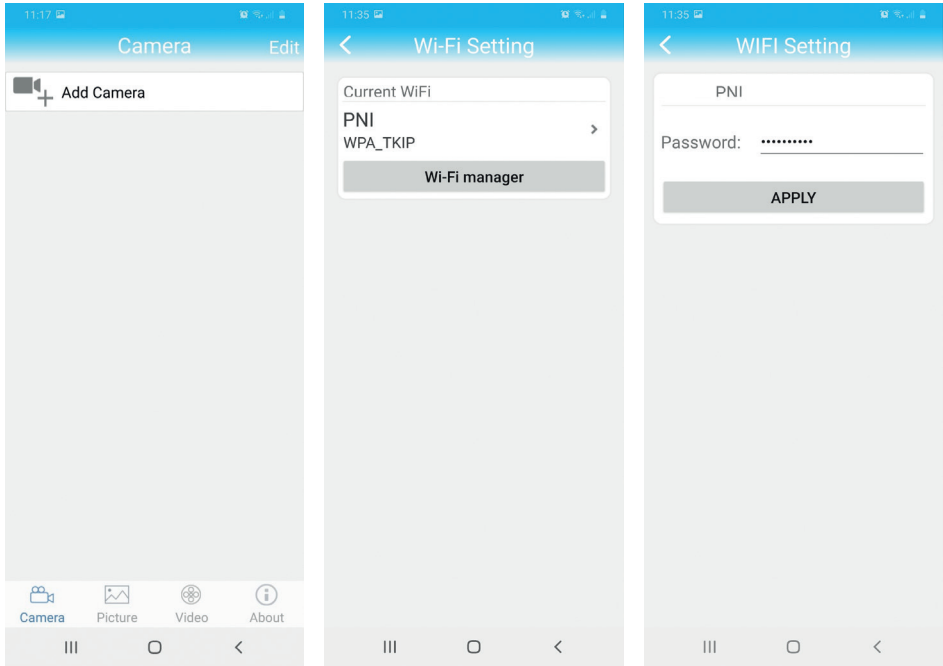 11:17
Camera
Edit
Add Camera
Camera
Picture
Video
About
11:35
Wi-Fi Setting
Current WiFi
PNI
WPA_TKIP
Wi-Fi manager
11:35
WIFI Setting
PNI
Password: ••••••••••
APPLY